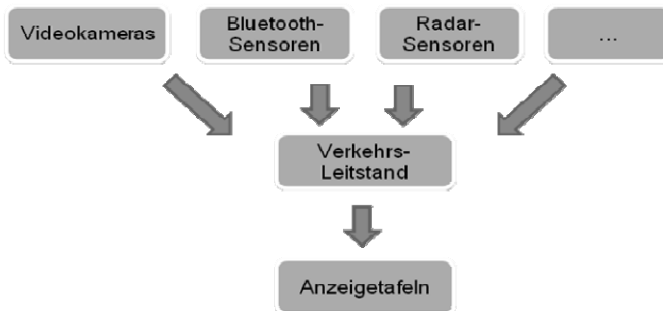 Videokameras
Bluetooth-
Sensoren
Radar-
Sensoren
...
Verkehrs-
Leitstand
Anzeigetafeln